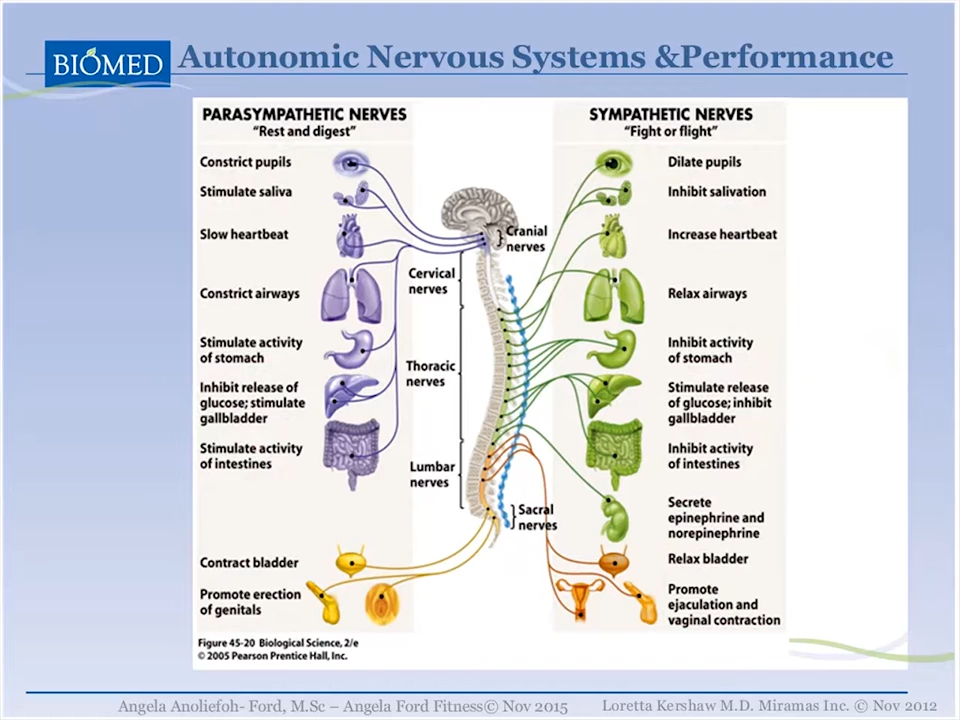 BIOMED
Autonomic Nervous Systems &Performance
PARASYMPATHETIC NERVES
"Rest and digest"
Constrict pupils
Stimulate saliva
Slow heartbeat
Constrict airways
Stimulate activity
of stomach
Inhibit release of
glucose; stimulate
gallbladder
Stimulate activity
of intestines
Contract bladder
Promote erection
of genitals
Cranial
nerves
Cervical
nerves
Thoracic
nerves
Lumbar
nerves
Sacral
nerves
SYMPATHETIC NERVES
"Fight or flight"
Dilate pupils
Inhibit salivation
Increase heartbeat
Relax airways
Inhibit activity
of stomach
Stimulate release
of glucose; inhibit
gallbladder
Inhibit activity
of intestines
Secrete
epinephrine and
norepinephrine
Relax bladder
Promote
ejaculation and
vaginal contraction
Figure 45-20 Biological Science, 2/e
© 2005 Pearson Prentice Hall, Inc.
Angela Anoliefoh- Ford, M.Sc – Angela Ford Fitness© Nov 2015
Loretta Kershaw M.D. Miramas Inc. © Nov 2012